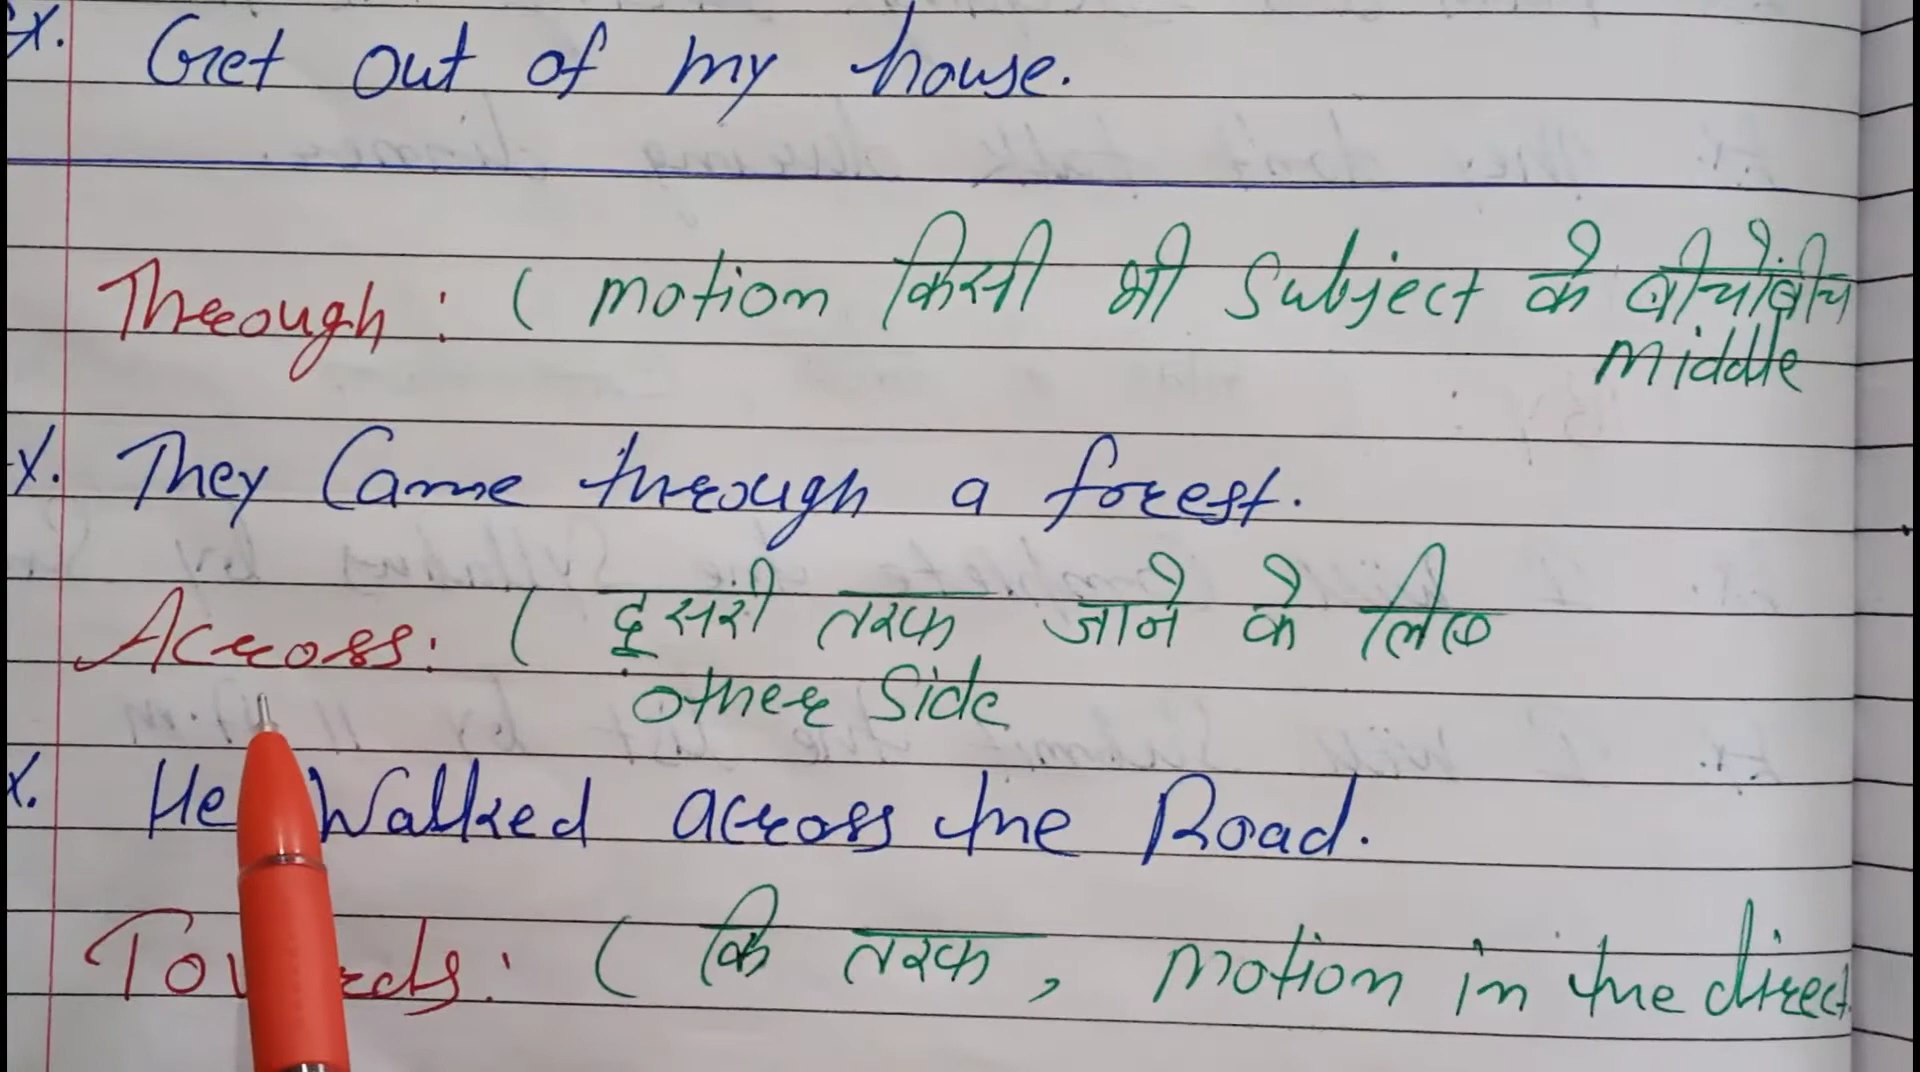 Ex. Get out of my house.
Through : ( motion किसी भी Subject के बीचोंबीच
middle
Ex. They Came through a forest.
Across : ( दूसरी तरफ जाने के लिए
other Side
Ex. He Walked across the Road.
( कि तरफ , motion in the direct